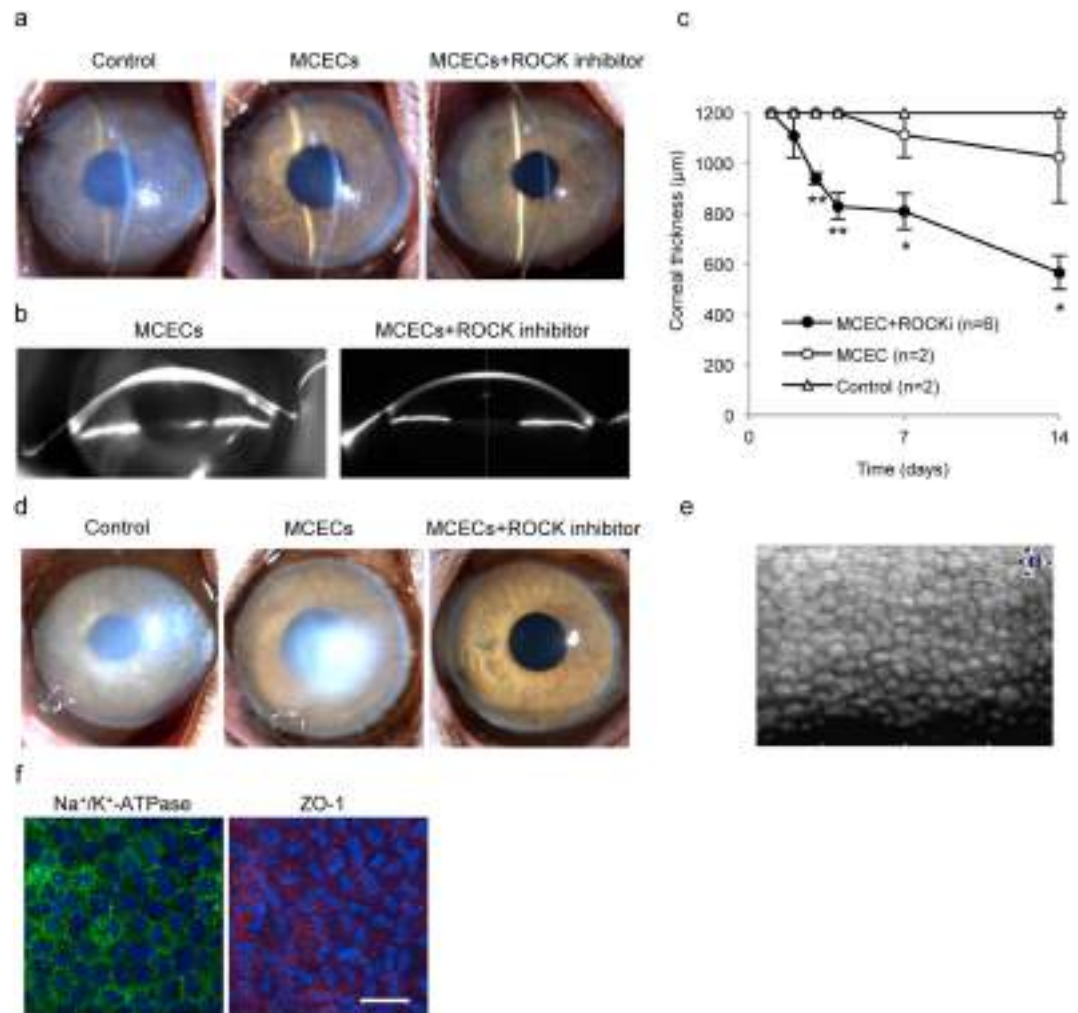 a
Control
MCECs
MCECs+ROCK inhibitor
b
MCECs
MCECs+ROCK inhibitor
c
Corneal thickness (µm)
1200
1000
800
600
400
200
0
**
**
*
*
MCEC+ROCKi (n=6)
MCEC (n=2)
Control (n=2)
0
7
14
Time (days)
d
Control
MCECs
MCECs+ROCK inhibitor
e
f
Na⁺/K⁺-ATPase
ZO-1